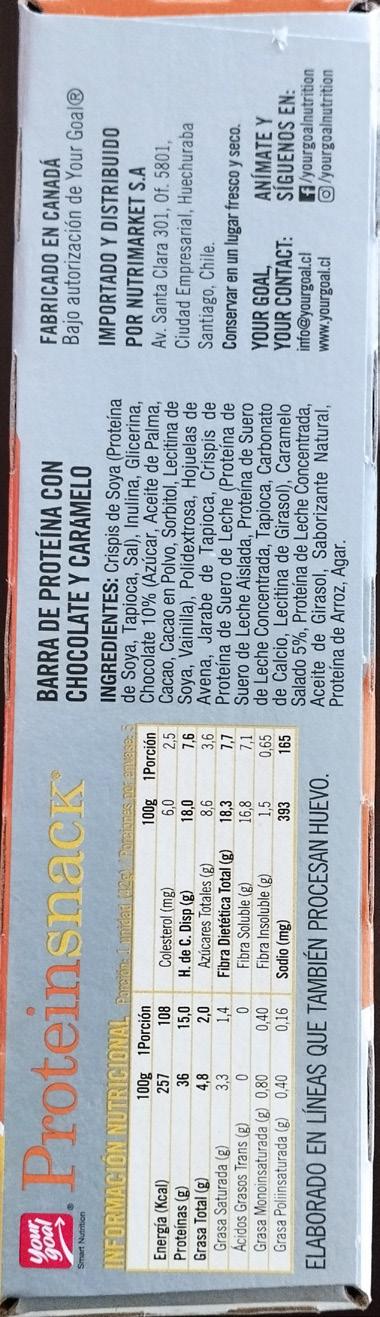 your
goal®
Smart Nutrition
Proteinsnack®
INFORMACIÓN NUTRICIONAL Porción: 1 unidad (42g) Porciones por envase: 5
100g 1Porción
Energía (Kcal) 257 108
Proteínas (g) 36 15,0
Grasa Total (g) 4,8 2,0
Grasa Saturada (g) 3,3 1,4
Ácidos Grasos Trans (g) 0 0
Grasa Monoinsaturada (g) 0,80 0,40
Grasa Poliinsaturada (g) 0,40 0,16
100g 1Porción
Colesterol (mg) 6,0 2,5
H. de C. Disp (g) 18,0 7,6
Azúcares Totales (g) 8,6 3,6
Fibra Dietética Total (g) 18,3 7,7
Fibra Soluble (g) 16,8 7,1
Fibra Insoluble (g) 1,5 0,65
Sodio (mg) 393 165
ELABORADO EN LÍNEAS QUE TAMBIÉN PROCESAN HUEVO.
BARRA DE PROTEÍNA CON
CHOCOLATE Y CARAMELO
INGREDIENTES: Crispis de Soya (Proteína
de Soya, Tapioca, Sal), Inulina, Glicerina,
Chocolate 10% (Azúcar, Aceite de Palma,
Cacao, Cacao en Polvo, Sorbitol, Lecitina de
Soya, Vainilla), Polidextrosa, Hojuelas de
Avena, Jarabe de Tapioca, Crispis de
Proteína de Suero de Leche (Proteína de
Suero de Leche Aislada, Proteína de Suero
de Leche Concentrada, Tapioca, Carbonato
de Calcio, Lecitina de Girasol), Caramelo
Salado 5%, Proteína de Leche Concentrada,
Aceite de Girasol, Saborizante Natural,
Proteína de Arroz, Agar.
FABRICADO EN CANADÁ
Bajo autorización de Your Goal®
IMPORTADO Y DISTRIBUIDO
POR NUTRIMARKET S.A
Av. Santa Clara 301, Of. 5801,
Ciudad Empresarial, Huechuraba
Santiago, Chile.
Conservar en un lugar fresco y seco.
YOUR GOAL,
YOUR CONTACT:
info@yourgoal.cl
www.yourgoal.cl
ANÍMATE Y
SÍGUENOS EN:
f/yourgoalnutrition
/yourgoalnutrition